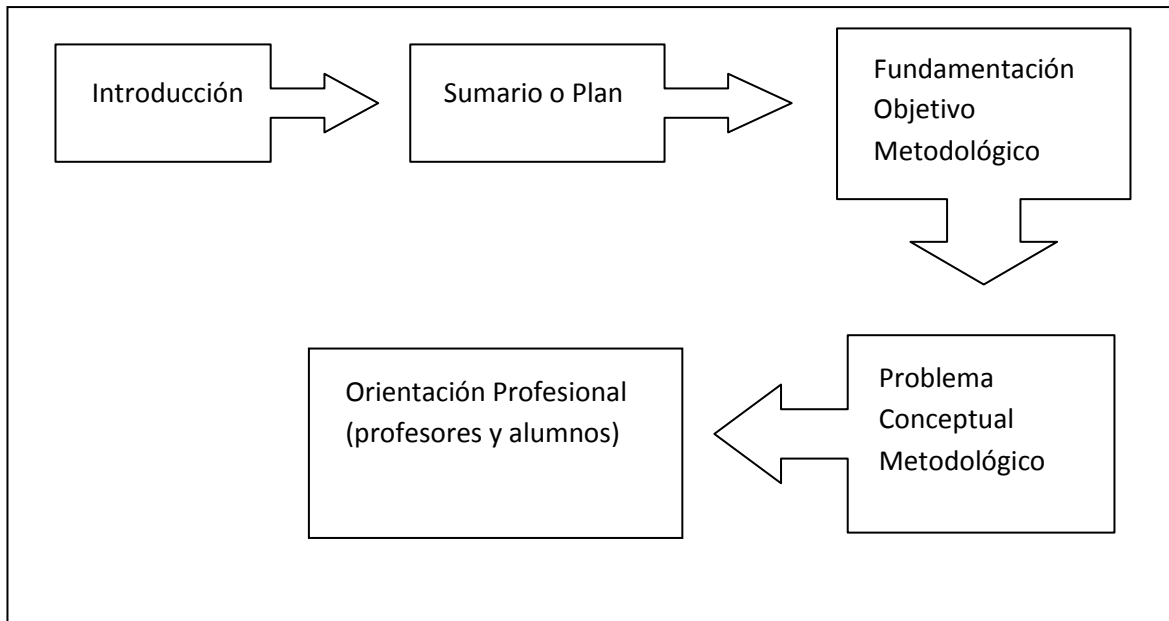 Introducción
Sumario o Plan
Fundamentación
Objetivo
Metodológico
Problema
Conceptual
Metodológico
Orientación Profesional
(profesores y alumnos)